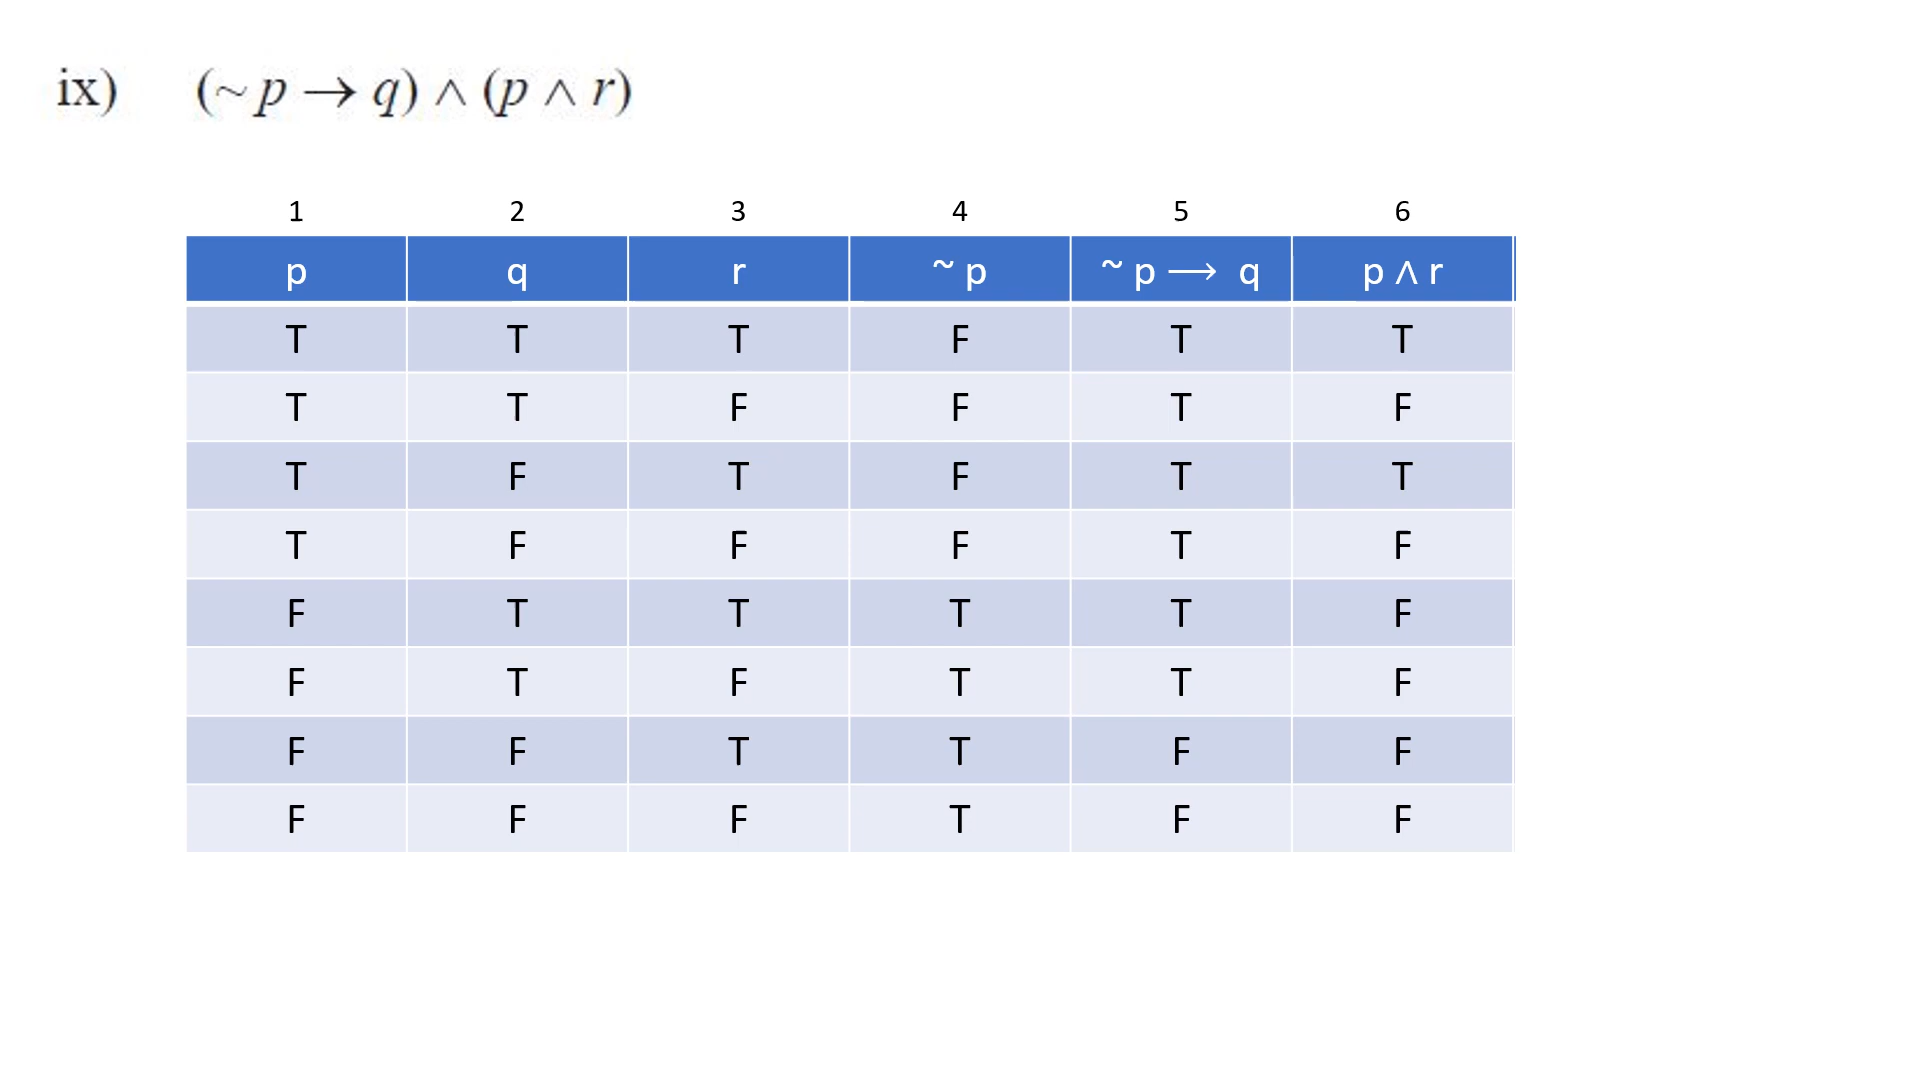 ix) (~ p → q) ∧ (p ∧ r)
1 2 3 4 5 6
p q r ~ p ~ p ⟶ q p ∧ r
T T T F T T
T T F F T F
T F T F T T
T F F F T F
F T T T T F
F T F T T F
F F T T F F
F F F T F F